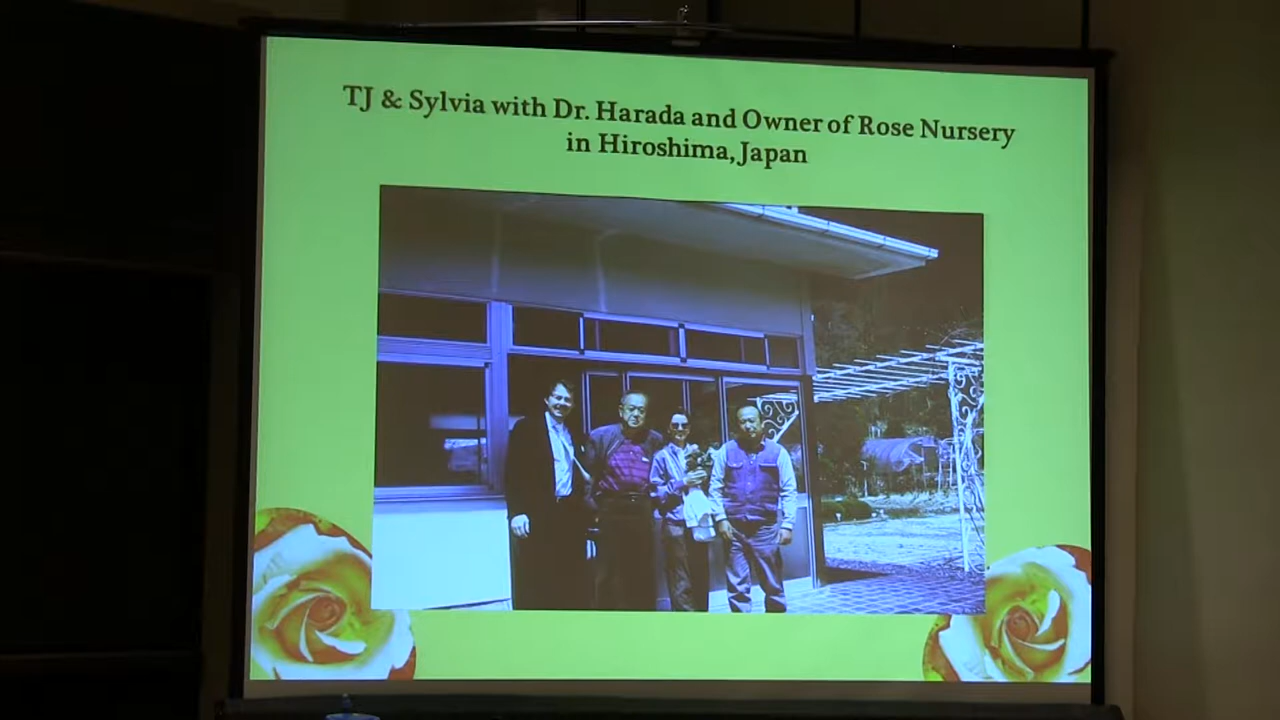 TJ & Sylvia with Dr. Harada and Owner of Rose Nursery
in Hiroshima, Japan